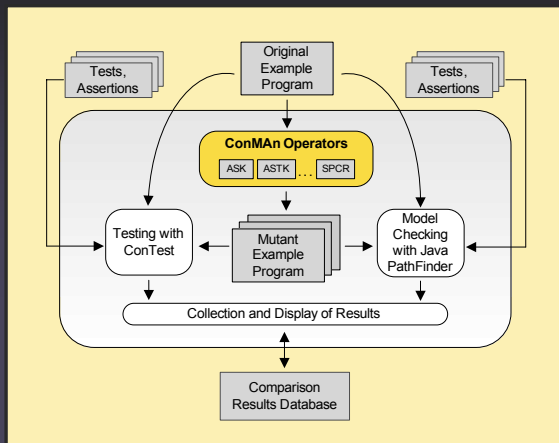 Tests,
Assertions
Original
Example
Program
Tests,
Assertions
ConMAn Operators
ASK ASTK ... SPCR
Testing with
ConTest
Mutant
Example
Program
Model
Checking
with Java
PathFinder
Collection and Display of Results
Comparison
Results Database